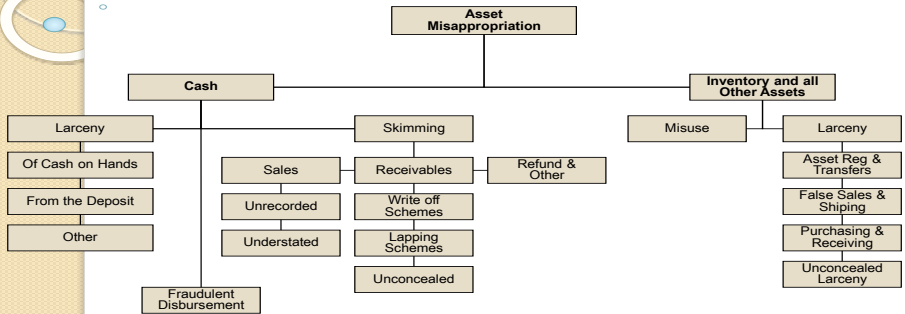 Asset
Misappropriation
Cash
Inventory and all
Other Assets
Larceny
Skimming
Misuse
Larceny
Of Cash on Hands
Sales
Receivables
Refund &
Other
Asset Reg &
Transfers
From the Deposit
Unrecorded
Write off
Schemes
False Sales &
Shiping
Other
Understated
Lapping
Schemes
Purchasing &
Receiving
Unconcealed
Unconcealed
Larceny
Fraudulent
Disbursement